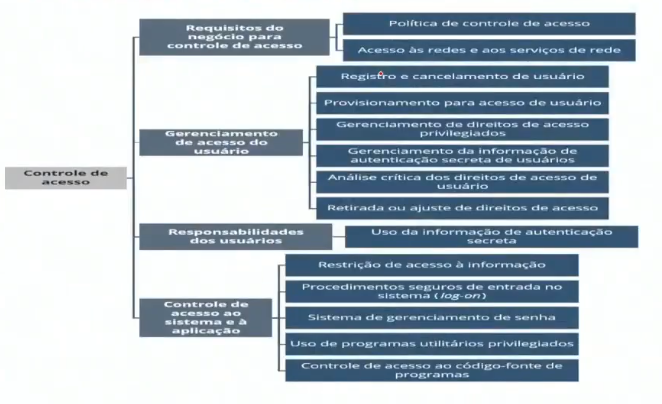 Requisitos do
negócio para
controle de acesso
Política de controle de acesso
Acesso às redes e aos serviços de rede
Registro e cancelamento de usuário
Provisionamento para acesso de usuário
Gerenciamento de direitos de acesso
privilegiados
Gerenciamento
de acesso do
usuário
Gerenciamento da informação de
autenticação secreta de usuários
Análise crítica dos direitos de acesso de
usuário
Retirada ou ajuste de direitos de acesso
Controle de
acesso
Responsabilidades
dos usuários
Uso da informação de autenticação
secreta
Restrição de acesso à informação
Procedimentos seguros de entrada no
sistema (log-on)
Controle de
acesso ao
sistema e à
aplicação
Sistema de gerenciamento de senha
Uso de programas utilitários privilegiados
Controle de acesso ao código-fonte de
programas